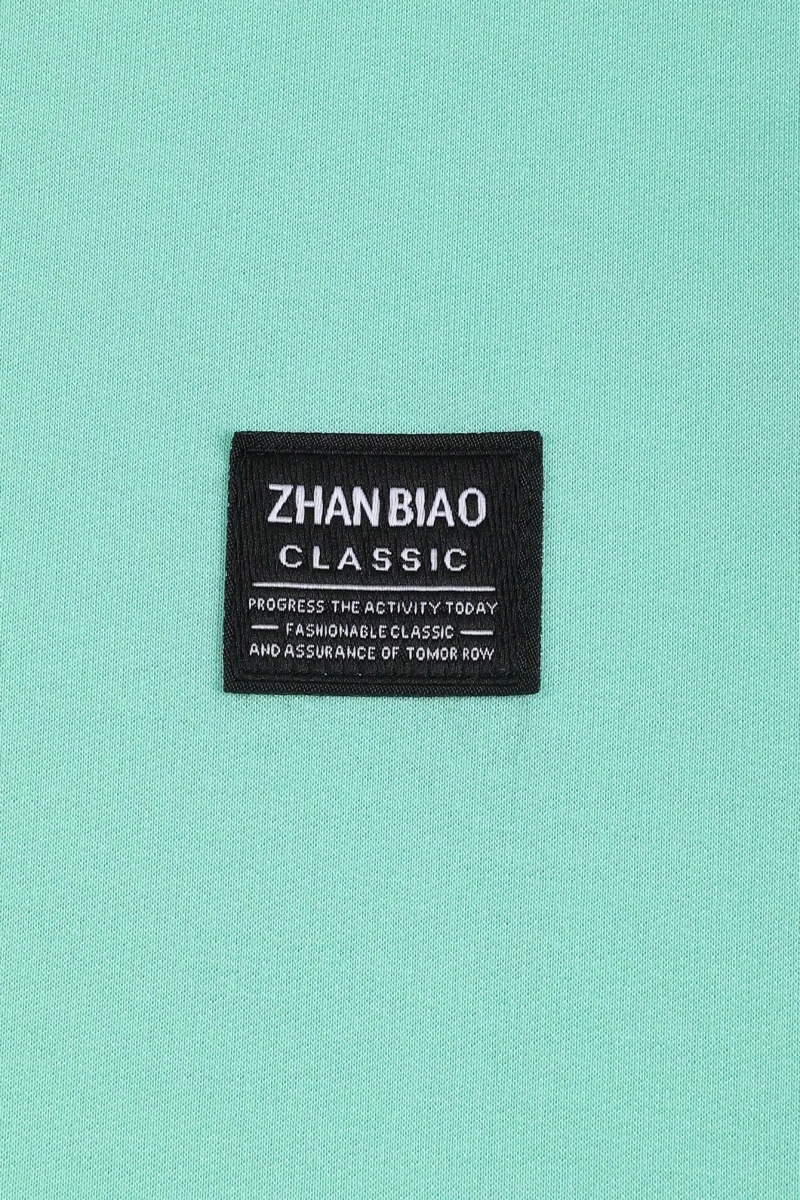 ZHAN BIAO
CLASSIC
PROGRESS THE ACTIVITY TODAY
— FASHIONABLE CLASSIC —
AND ASSURANCE OF TOMOR ROW